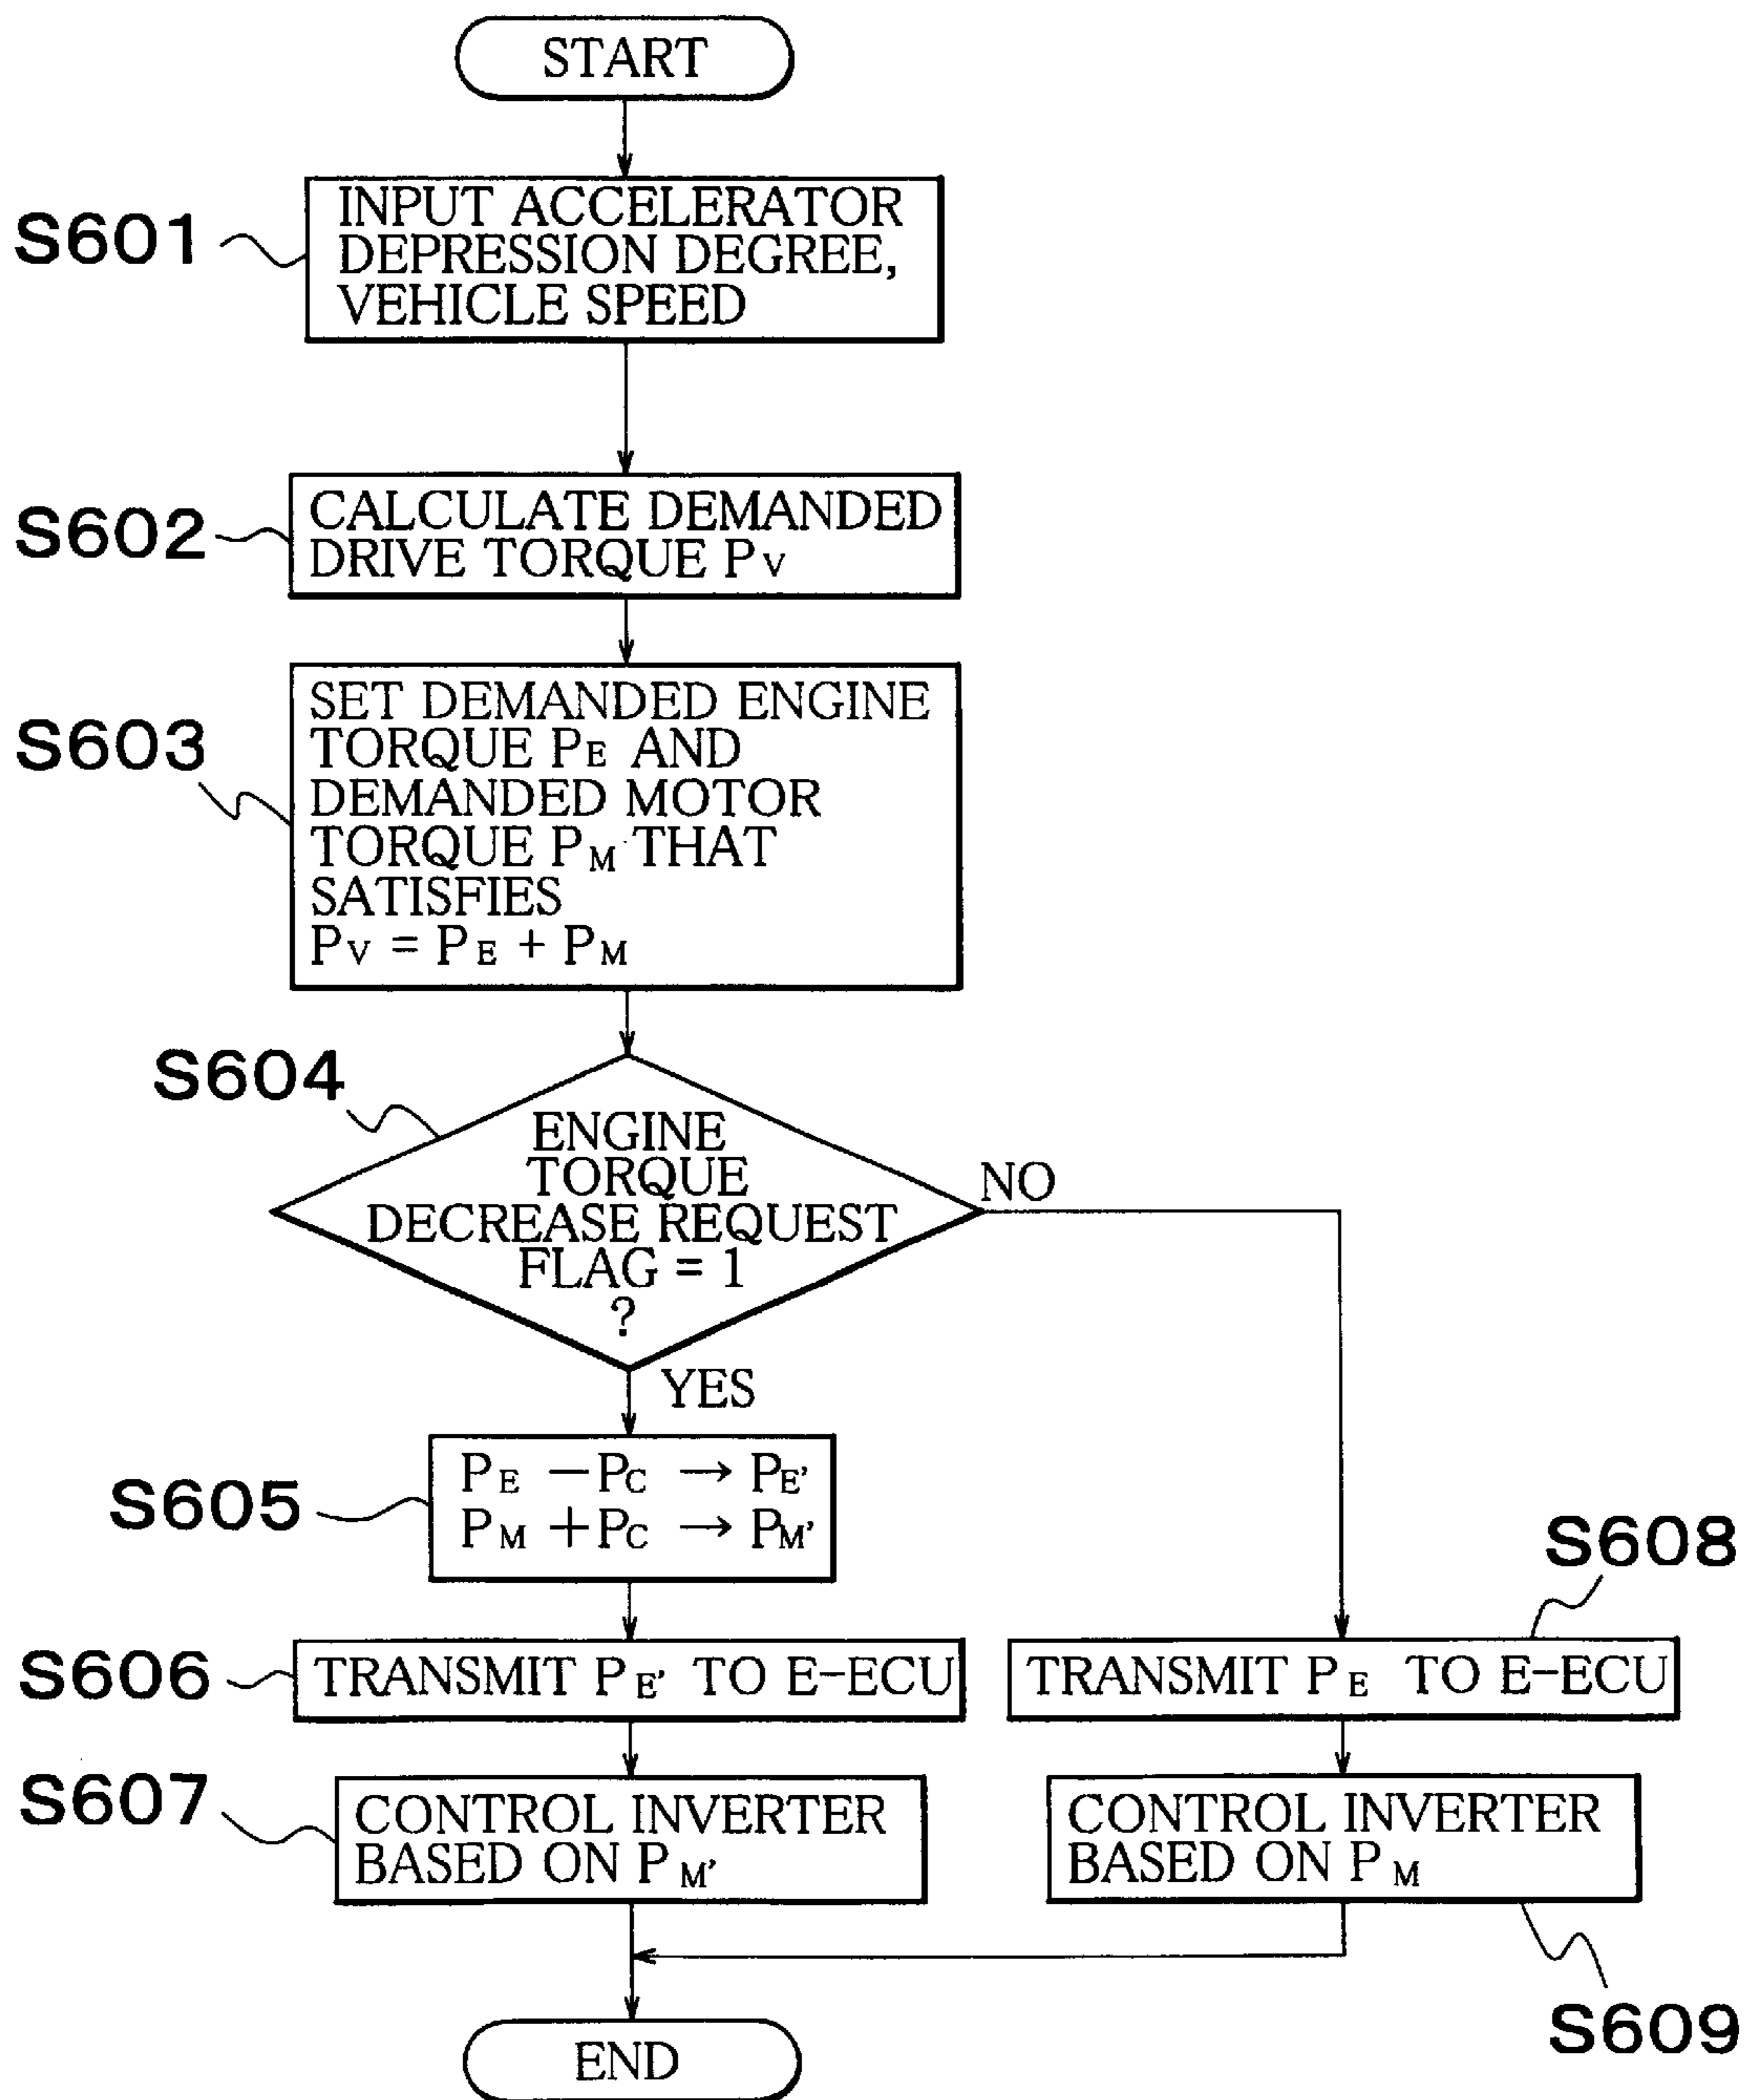 START
S601
INPUT ACCELERATOR
DEPRESSION DEGREE,
VEHICLE SPEED
S602
CALCULATE DEMANDED
DRIVE TORQUE PV
S603
SET DEMANDED ENGINE
TORQUE PE AND
DEMANDED MOTOR
TORQUE PM THAT
SATISFIES
PV = PE + PM
S604
ENGINE
TORQUE
DECREASE REQUEST
FLAG = 1
?
NO
YES
S605
PE −PC → PE'
PM +PC → PM'
S606
TRANSMIT PE' TO E-ECU
S607
CONTROL INVERTER
BASED ON PM'
S608
TRANSMIT PE TO E-ECU
CONTROL INVERTER
BASED ON PM
S609
END